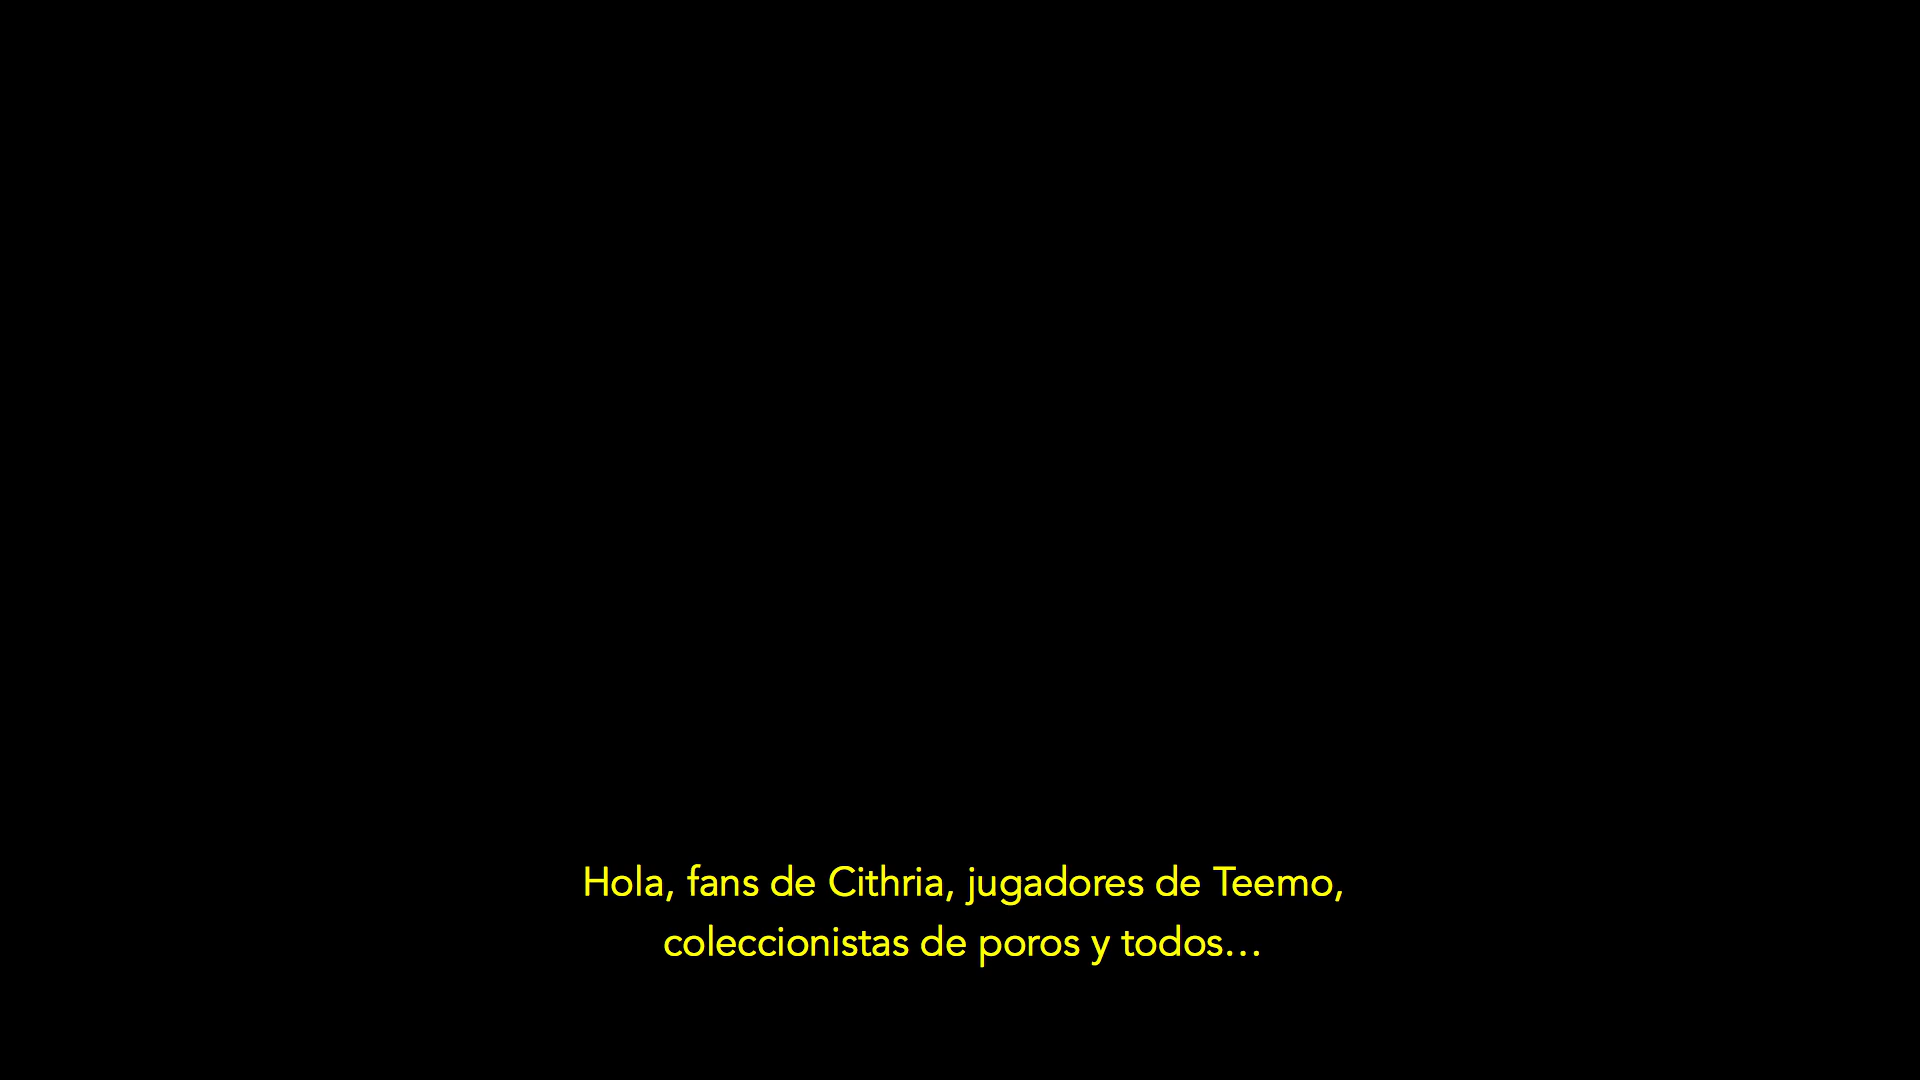 Hola, fans de Cithria, jugadores de Teemo,
coleccionistas de poros y todos…